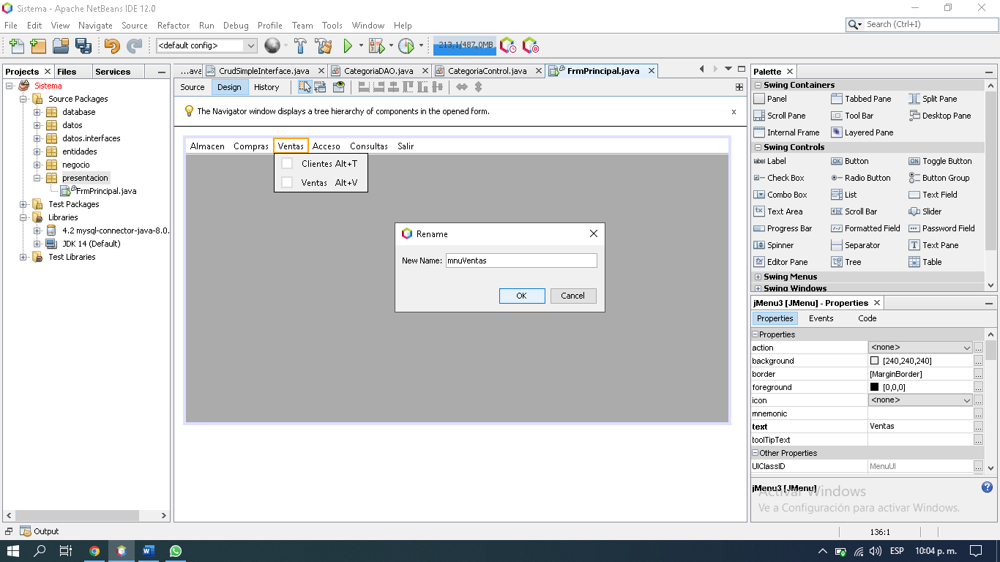 Sistema - Apache NetBeans IDE 12.0
File Edit View Navigate Source Refactor Run Debug Profile Team Tools Window Help
Search (Ctrl+I)
<default config>
213,1/487,0MB
Projects Files Services
Sistema
Source Packages
database
datos
datos.interfaces
entidades
negocio
presentacion
FrmPrincipal.java
Test Packages
Libraries
4.2 mysql-connector-java-8.0.
JDK 14 (Default)
Test Libraries
...ava CrudSimpleInterface.java CategoriaDAO.java CategoriaControl.java FrmPrincipal.java
Source Design History
The Navigator window displays a tree hierarchy of components in the opened form. x
Almacen Compras Ventas Acceso Consultas Salir
Clientes Alt+T
Ventas Alt+V
Rename
New Name: mnuVentas
OK Cancel
Palette
Swing Containers
Panel Tabbed Pane Split Pane
Scroll Pane Tool Bar Desktop Pane
Internal Frame Layered Pane
Swing Controls
label Label OK Button ON Toggle Button
Check Box Radio Button Button Group
Combo Box List Text Field
Text Area Scroll Bar Slider
Progress Bar Formatted Field Password Field
Spinner Separator Text Pane
Editor Pane Tree Table
Swing Menus
Swing Windows
jMenu3 [JMenu] - Properties
Properties Events Code
Properties
action <none> ...
background [240,240,240] ...
border [MarginBorder] ...
foreground [0,0,0] ...
icon <none> ...
mnemonic ...
text Ventas ...
toolTipText ...
Other Properties
UIClassID MenuUI ...
jMenu3 [JMenu]
Activar Windows
Ve a Configuración para activar Windows.
Output
136:1
ESP 10:04 p. m.